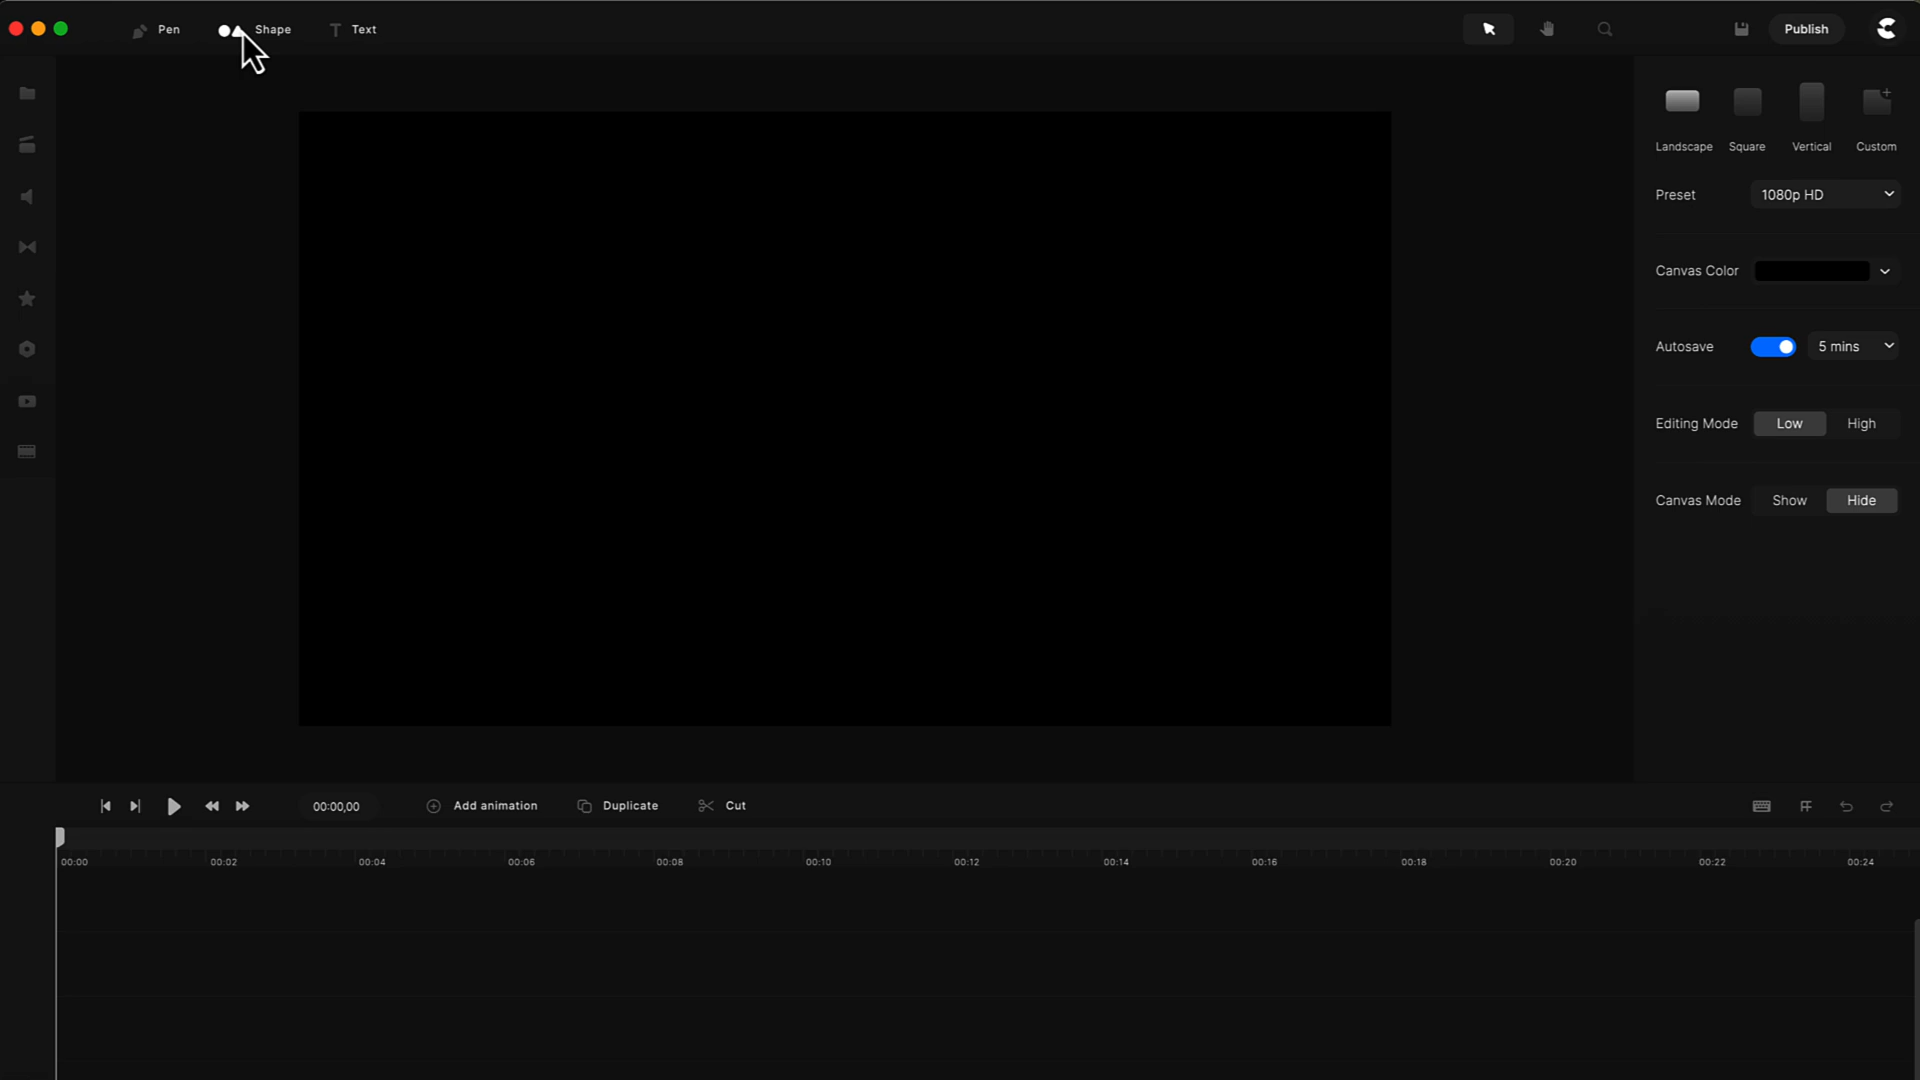 Pen Shape Text Publish
Landscape Square Vertical Custom
Preset 1080p HD
Canvas Color
Autosave 5 mins
Editing Mode Low High
Canvas Mode Show Hide
00:00,00 Add animation Duplicate Cut
00:00 00:02 00:04 00:06 00:08 00:10 00:12 00:14 00:16 00:18 00:20 00:22 00:24